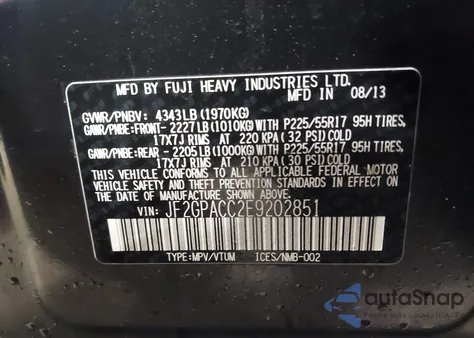 MFD BY FUJI HEAVY INDUSTRIES LTD. IN 08/13
GVWR/PNBV: 4343LB(1970KG)
GAWR/PNBE:FRONT-2227LB(1010KG)WITH P225/55R17 95H TIRES,
17X7J RIMS AT 220 KPA(32 PSI)COLD
GAWR/PNBE:REAR-2205LB(1000KG)WITH P225/55R17 95H TIRES,
17X7J RIMS AT 210 KPA(30 PSI)COLD
THIS VEHICLE CONFORMS TO ALL APPLICABLE FEDERAL MOTOR
VEHICLE SAFETY STANDARDS IN EFFECT ON THE DATE OF
MANUFACTURE SHOWN ABOVE.
VIN: JF2GPACC2E9202851
TYPE:MPV/VTUM ICES/NMB-002
autoSnap